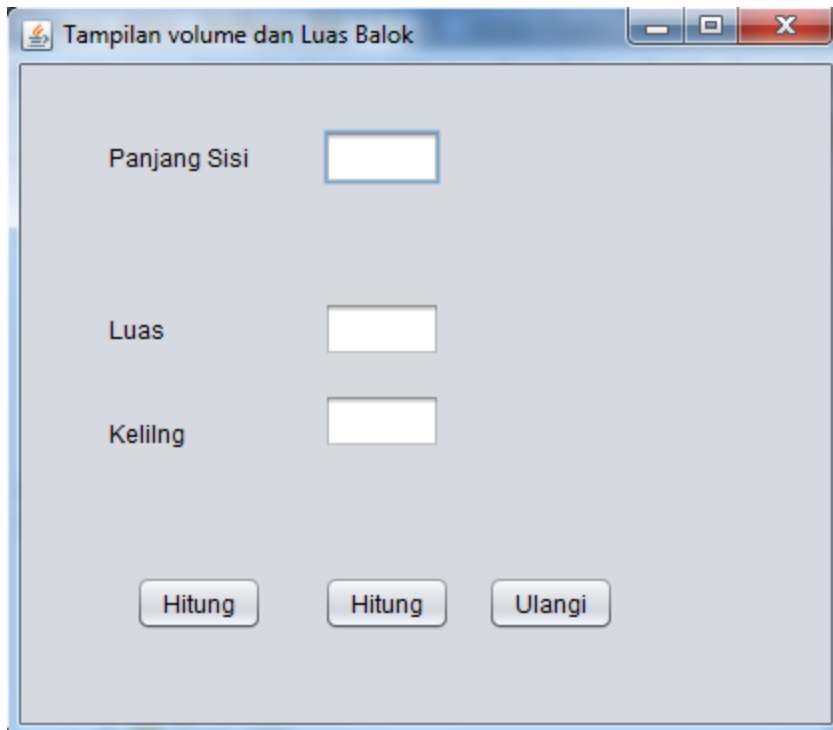 Tampilan volume dan Luas Balok
Panjang Sisi
Luas
Kelilng
Hitung Hitung Ulangi